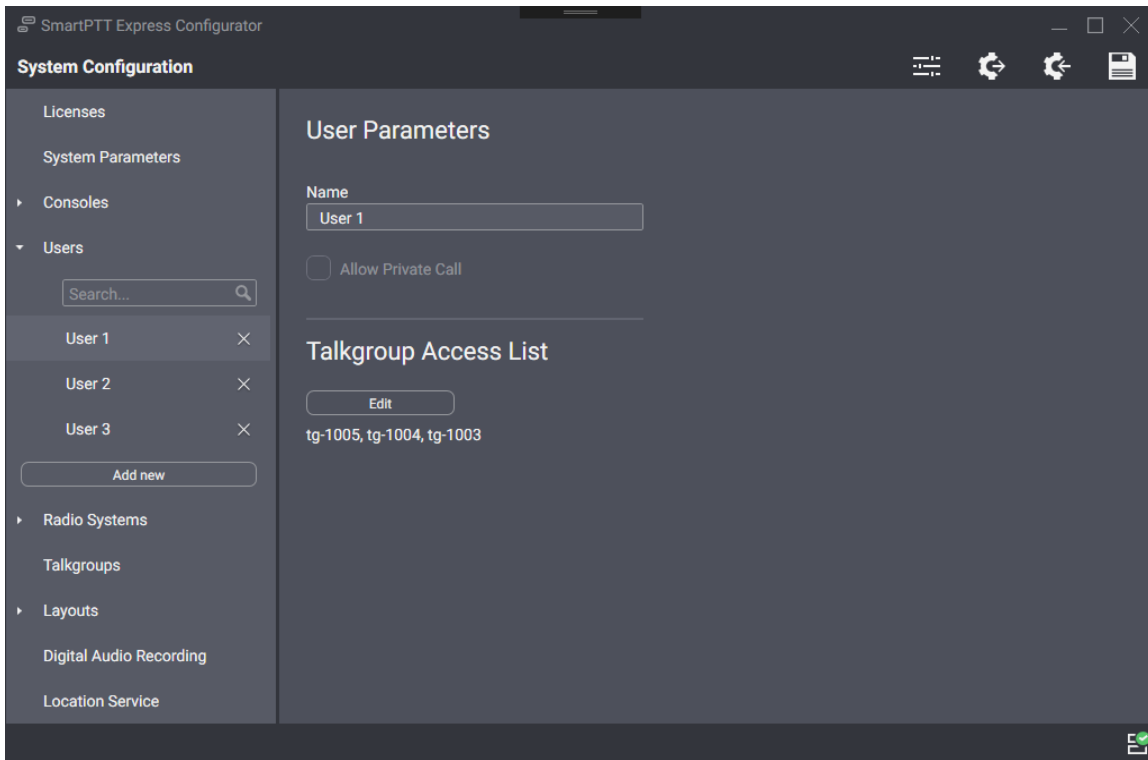 SmartPTT Express Configurator
System Configuration
Licenses
System Parameters
Consoles
Users
Search...
User 1
User 2
User 3
Add new
Radio Systems
Talkgroups
Layouts
Digital Audio Recording
Location Service
User Parameters
Name
User 1
Allow Private Call
Talkgroup Access List
Edit
tg-1005, tg-1004, tg-1003